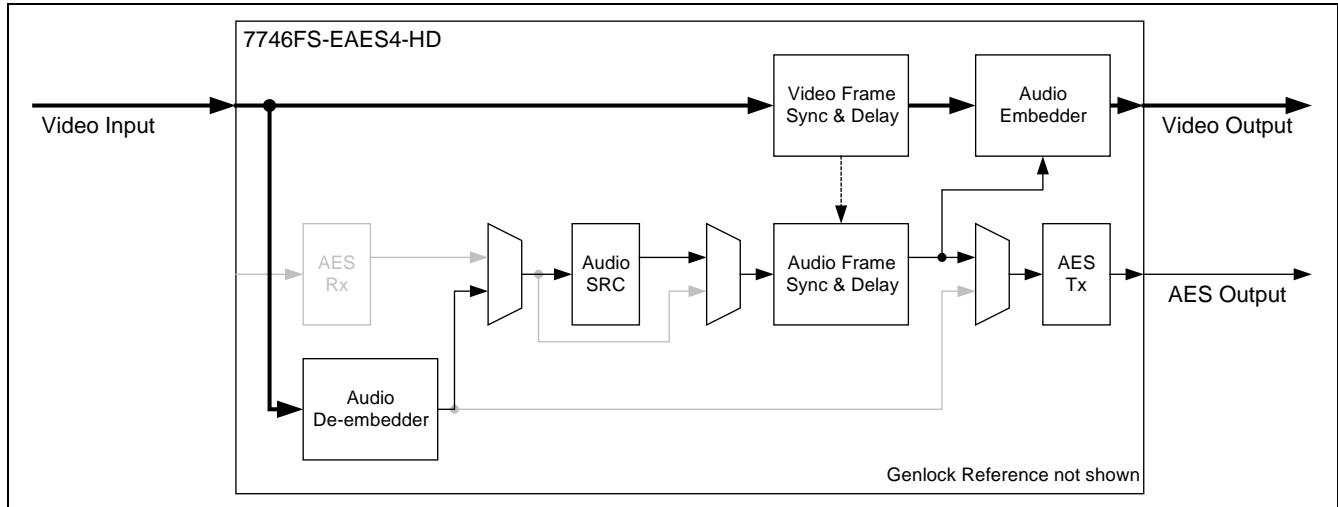 7746FS-EAES4-HD
Video Input
Video Frame
Sync & Delay
Audio
Embedder
Video Output
AES
Rx
Audio
SRC
Audio Frame
Sync & Delay
AES
Tx
AES Output
Audio
De-embedder
Genlock Reference not shown